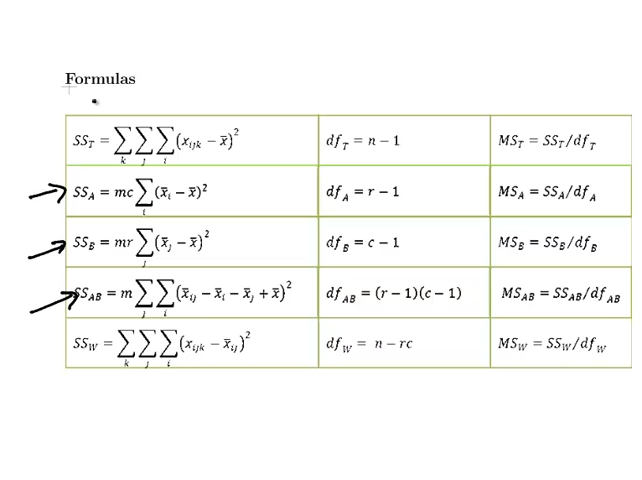 Formulas
SS_T = ∑_k ∑_j ∑_i (x_ijk − x̄)² df_T = n − 1 MS_T = SS_T/df_T
SS_A = mc ∑_i (x̄_i − x̄)² df_A = r − 1 MS_A = SS_A/df_A
SS_B = mr ∑_j (x̄_j − x̄)² df_B = c − 1 MS_B = SS_B/df_B
SS_AB = m ∑_j ∑_i (x̄_ij − x̄_i − x̄_j + x̄)² df_AB = (r − 1)(c − 1) MS_AB = SS_AB/df_AB
SS_W = ∑_k ∑_j ∑_i (x_ijk − x̄_ij)² df_W = n − rc MS_W = SS_W/df_W